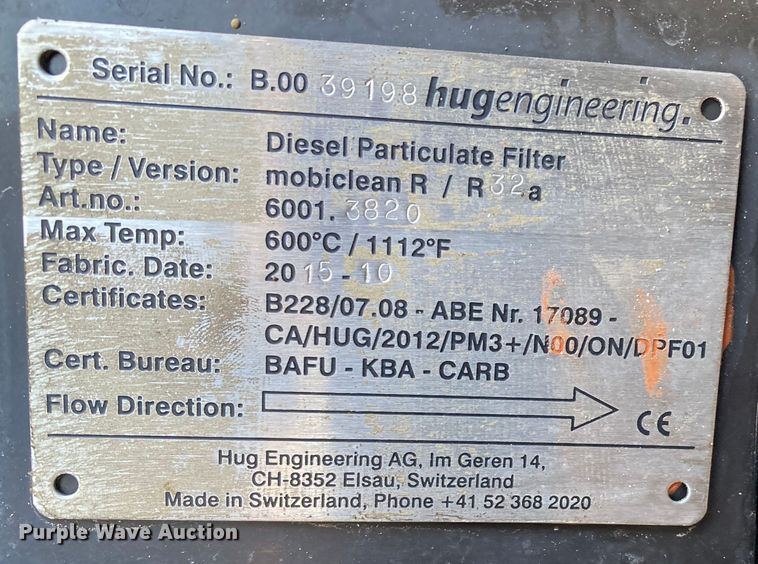 Serial No.: B.00 39198 hugengineering.
Name: Diesel Particulate Filter
Type / Version: mobiclean R / R 32 a
Art.no.: 6001. 3820
Max Temp: 600°C / 1112°F
Fabric. Date: 20 15 - 10
Certificates: B228/07.08 - ABE Nr. 17089 -
CA/HUG/2012/PM3+/N00/ON/DPF01
Cert. Bureau: BAFU - KBA - CARB
Flow Direction: CE
Hug Engineering AG, Im Geren 14,
CH-8352 Elsau, Switzerland
Made in Switzerland, Phone +41 52 368 2020
Purple Wave Auction